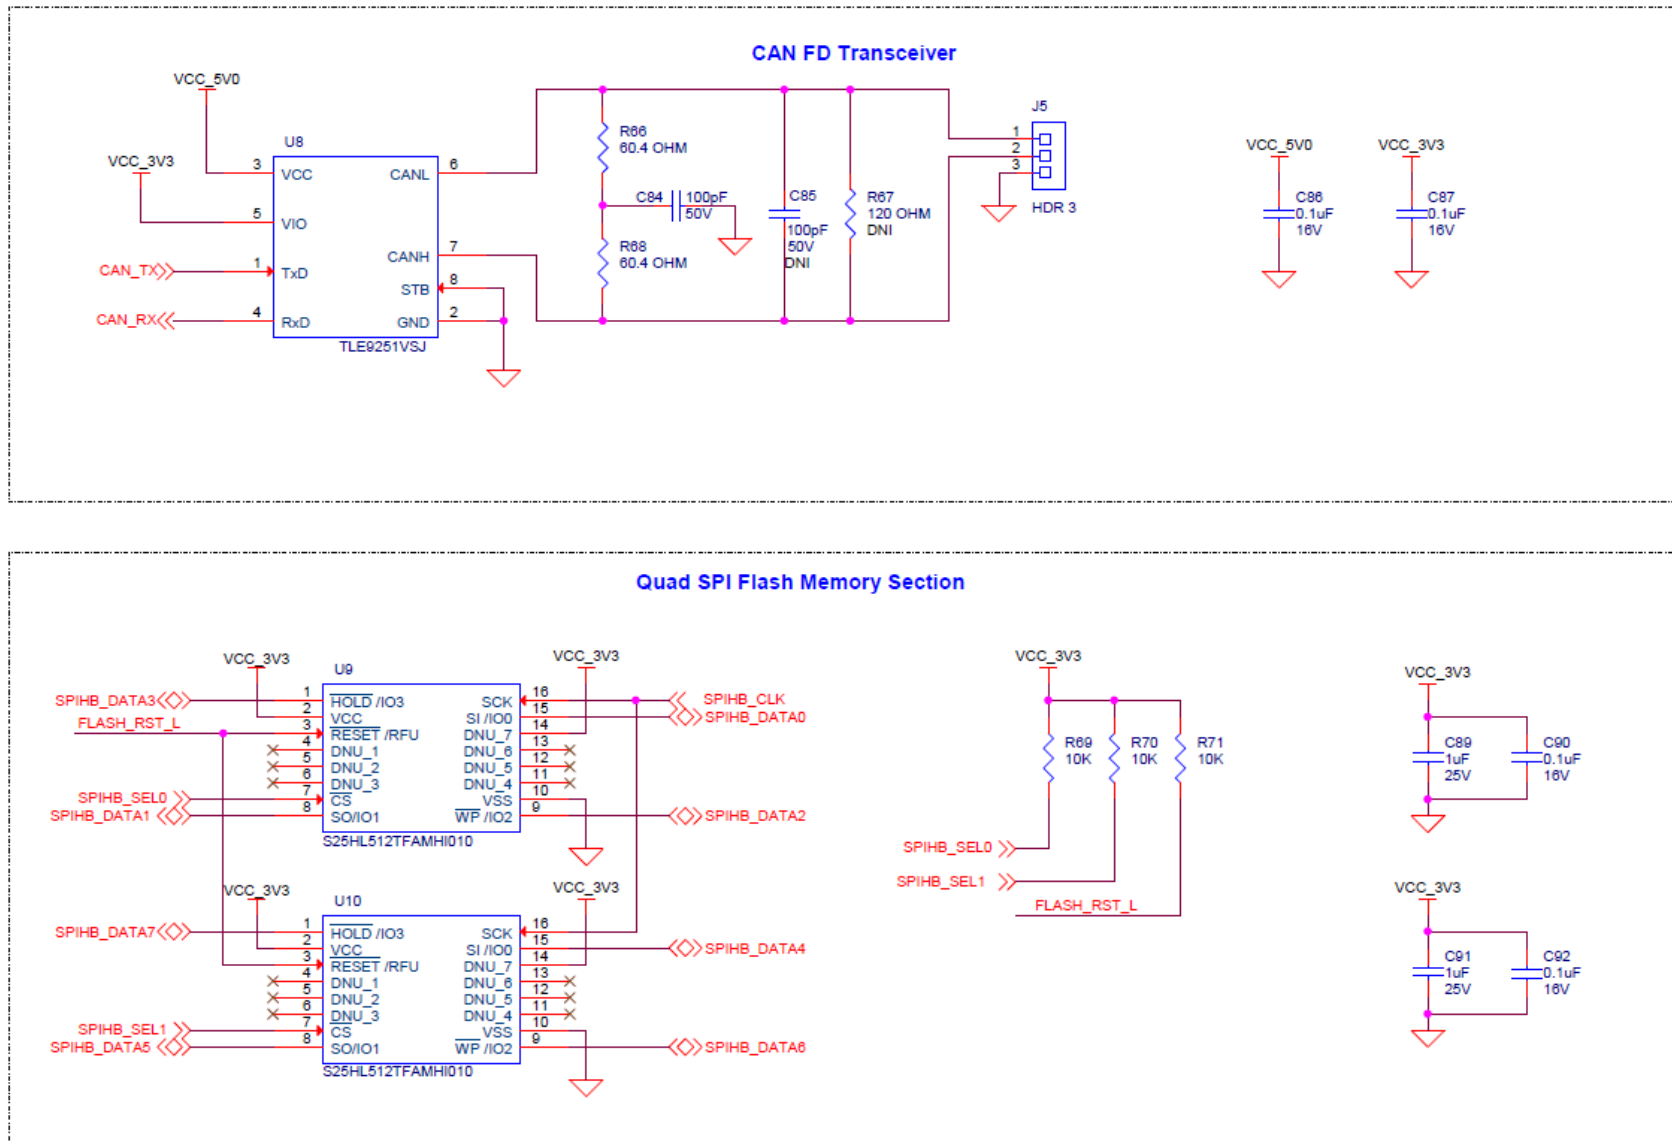 CAN FD Transceiver
VCC_5V0
VCC_3V3
U8
3 VCC
5 VIO
CAN_TX 1 TxD
CAN_RX 4 RxD
CANL 6
CANH 7
STB 8
GND 2
TLE9251VSJ
R66
60.4 OHM
C84 100pF
50V
R68
60.4 OHM
C85
100pF
50V
DNI
R67
120 OHM
DNI
J5
1
2
3
HDR 3
VCC_5V0
C86
0.1uF
16V
VCC_3V3
C87
0.1uF
16V
Quad SPI Flash Memory Section
VCC_3V3
U9
VCC_3V3
SPIHB_DATA3 1 HOLD /IO3
2 VCC
FLASH_RST_L 3 RESET /RFU
4 DNU_1
5 DNU_2
6 DNU_3
SPIHB_SEL0 7 CS
SPIHB_DATA1 8 SO/IO1
SCK 16 SPIHB_CLK
SI /IO0 15 SPIHB_DATA0
DNU_7 14
DNU_6 13
DNU_5 12
DNU_4 11
VSS 10
WP /IO2 9 SPIHB_DATA2
S25HL512TFAMHI010
VCC_3V3
U10
VCC_3V3
SPIHB_DATA7 1 HOLD /IO3
2 VCC
3 RESET /RFU
4 DNU_1
5 DNU_2
6 DNU_3
SPIHB_SEL1 7 CS
SPIHB_DATA5 8 SO/IO1
SCK 16
SI /IO0 15 SPIHB_DATA4
DNU_7 14
DNU_6 13
DNU_5 12
DNU_4 11
VSS 10
WP /IO2 9 SPIHB_DATA6
S25HL512TFAMHI010
VCC_3V3
R69
10K
R70
10K
R71
10K
SPIHB_SEL0
SPIHB_SEL1
FLASH_RST_L
VCC_3V3
C89
1uF
25V
C90
0.1uF
16V
VCC_3V3
C91
1uF
25V
C92
0.1uF
16V